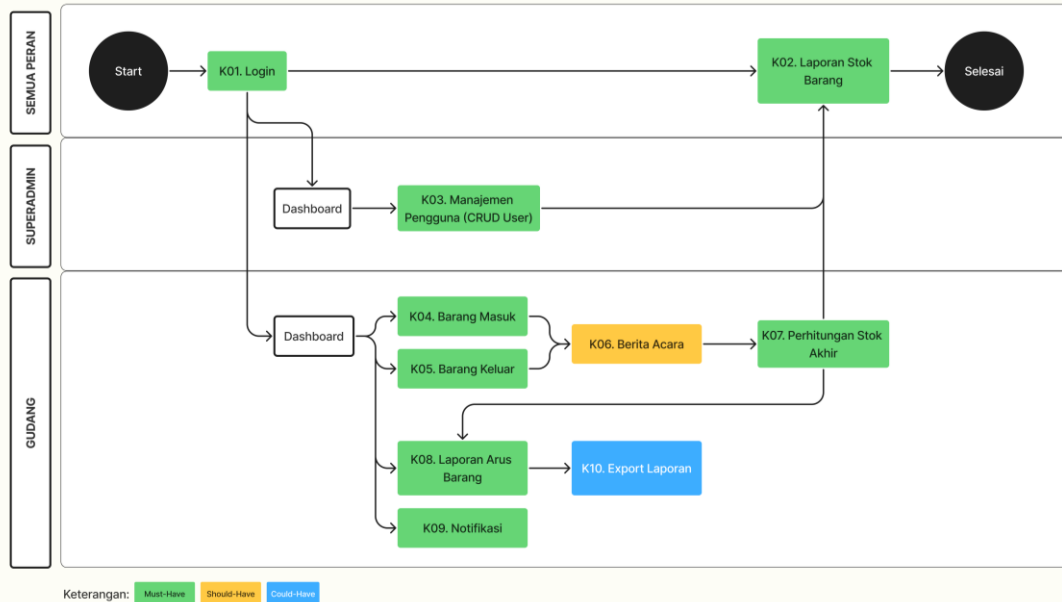 SEMUA PERAN
Start
K01. Login
K02. Laporan Stok
Barang
Selesai
SUPERADMIN
Dashboard
K03. Manajemen
Pengguna (CRUD User)
GUDANG
Dashboard
K04. Barang Masuk
K05. Barang Keluar
K06. Berita Acara
K07. Perhitungan Stok
Akhir
K08. Laporan Arus
Barang
K10. Export Laporan
K09. Notifikasi
Keterangan:
Must-Have
Should-Have
Could-Have